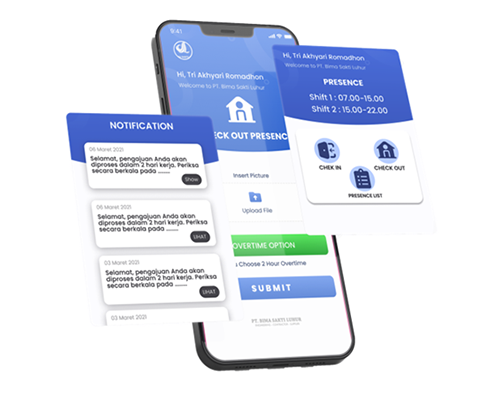 9:41
Hi, Tri Akhyari Romadhon
Welcome to PT. Bima Sakti Luhur
ECK OUT PRESENC
Insert Picture
Upload File
OVERTIME OPTION
s Choose 2 Hour Overtime
SUBMIT
PT. BIMA SAKTI LUHUR
NOTIFICATION
06 Maret 2021
Selamat, pengajuan Anda akan
diproses dalam 2 hari kerja. Periksa
secara berkala pada ........
Show
06 Maret 2021
Selamat, pengajuan Anda akan
diproses dalam 2 hari kerja. Periksa
secara berkala pada ........
LIHAT
03 Maret 2021
Selamat, pengajuan Anda akan
diproses dalam 2 hari kerja. Periksa
secara berkala pada ........
LIHAT
03 Maret 2021
Hi, Tri Akhyari Romadhon
Welcome to PT. Bima Sakti Luhur
PRESENCE
Shift 1 : 07.00-15.00
Shift 2 : 15.00-22.00
CHEK IN
CHECK OUT
PRESENCE LIST